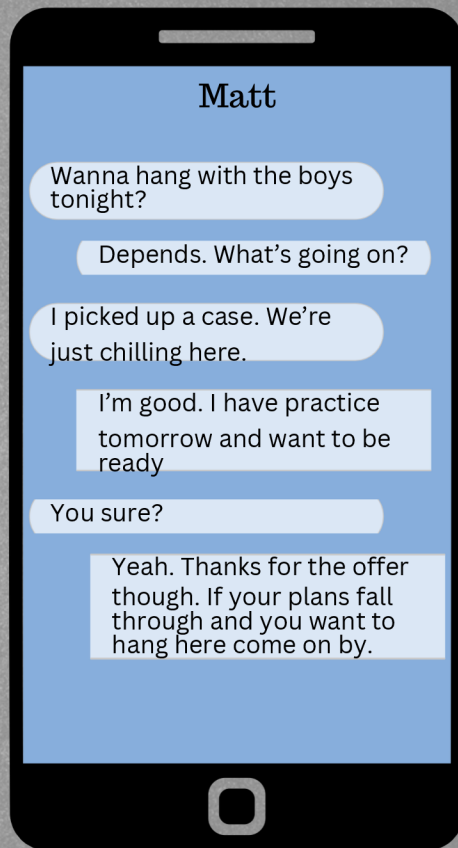 Matt
Wanna hang with the boys
tonight?
Depends. What’s going on?
I picked up a case. We’re
just chilling here.
I’m good. I have practice
tomorrow and want to be
ready
You sure?
Yeah. Thanks for the offer
though. If your plans fall
through and you want to
hang here come on by.